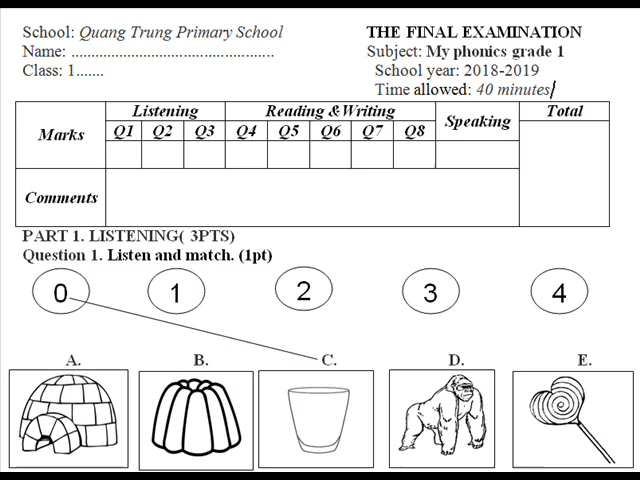 School: Quang Trung Primary School
Name: ................................................
Class: 1.......
THE FINAL EXAMINATION
Subject: My phonics grade 1
School year: 2018-2019
Time allowed: 40 minutes/
Marks Listening Reading &Writing Speaking Total
Q1 Q2 Q3 Q4 Q5 Q6 Q7 Q8
Comments
PART 1. LISTENING( 3PTS)
Question 1. Listen and match. (1pt)
0 1 2 3 4
A. B. C. D. E.